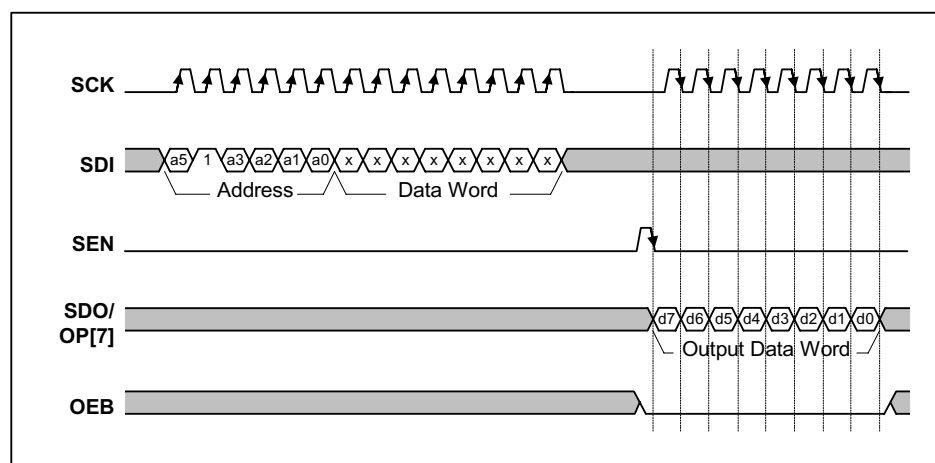 SCK
SDI a5 1 a3 a2 a1 a0 x x x x x x x x
Address Data Word
SEN
SDO/
OP[7] d7 d6 d5 d4 d3 d2 d1 d0
Output Data Word
OEB